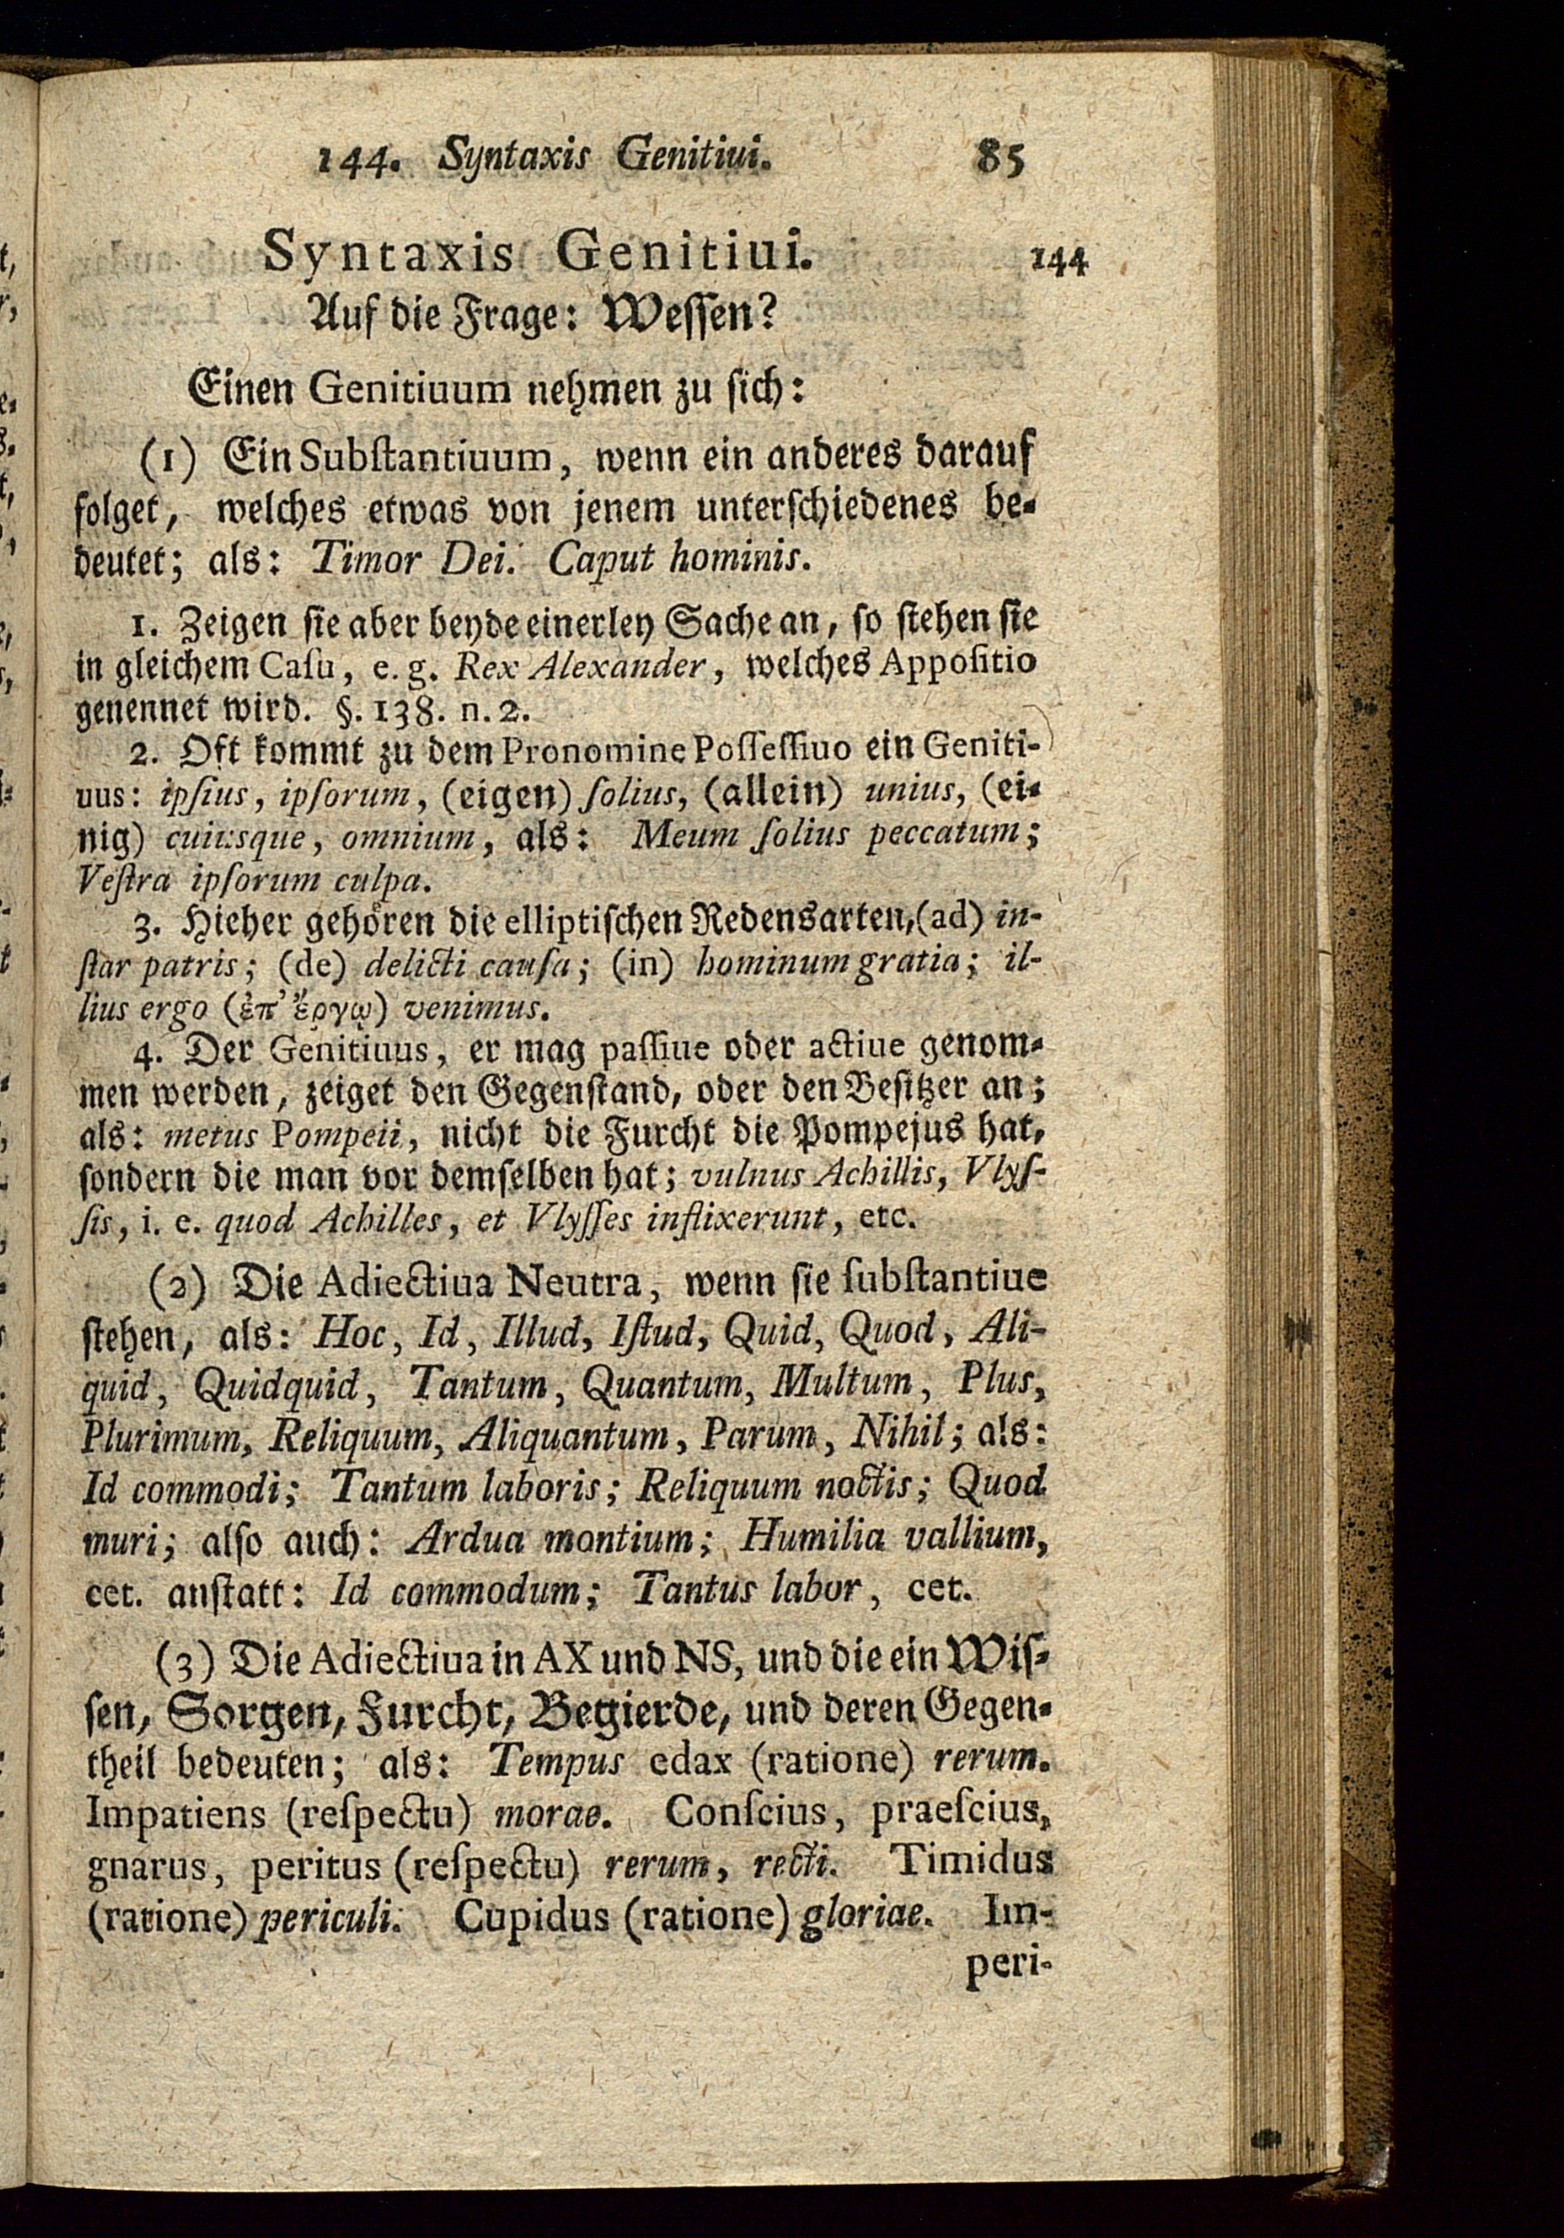 144. Syntaxis Genitiui. 85
Syntaxis Genitiui. 144
Auf die Frage: Weſſen?
Einen Genitiuum nehmen zu ſich:
(1) Ein Subſtantiuum, wenn ein anderes darauf
folget, welches etwas von jenem unterſchiedenes be-
deutet; als: Timor Dei. Caput hominis.
1. Zeigen ſie aber beyde einerley Sache an, ſo ſtehen ſie
in gleichem Caſu, e. g. Rex Alexander, welches Appoſitio
genennet wird. §. 138. n. 2.
2. Oft kommt zu dem Pronomine Poſſeſſiuo ein Geniti-
uus: ipſius, ipſorum, (eigen) ſolius, (allein) unius, (ei-
nig) cuiusque, omnium, als: Meum ſolius peccatum;
Veſtra ipſorum culpa.
3. Hieher gehören die elliptiſchen Redensarten, (ad) in-
ſtar patris; (de) delicti cauſa; (in) hominum gratia; il-
lius ergo (ἐπ' ἔργῳ) venimus.
4. Der Genitiuus, er mag paſſiue oder actiue genom-
men werden, zeiget den Gegenſtand, oder den Beſitzer an;
als: metus Pompeii, nicht die Furcht die Pompejus hat,
ſondern die man vor demſelben hat; vulnus Achillis, Vlyſ-
ſis, i. e. quod Achilles, et Vlyſſes inflixerunt, etc.
(2) Die Adiectiua Neutra, wenn ſie ſubſtantiue
ſtehen, als: Hoc, Id, Illud, Iſtud, Quid, Quod, Ali-
quid, Quidquid, Tantum, Quantum, Multum, Plus,
Plurimum, Reliquum, Aliquantum, Parum, Nihil; als:
Id commodi; Tantum laboris; Reliquum noctis; Quod
muri; alſo auch: Ardua montium; Humilia vallium,
cet. anſtatt: Id commodum; Tantus labor, cet.
(3) Die Adiectiua in AX und NS, und die ein Wiſ-
ſen, Sorgen, Furcht, Begierde, und deren Gegen-
theil bedeuten; als: Tempus edax (ratione) rerum.
Impatiens (reſpectu) morae. Conſcius, praeſcius,
gnarus, peritus (reſpectu) rerum, recti. Timidus
(ratione) periculi. Cupidus (ratione) gloriae. Im-
peri-